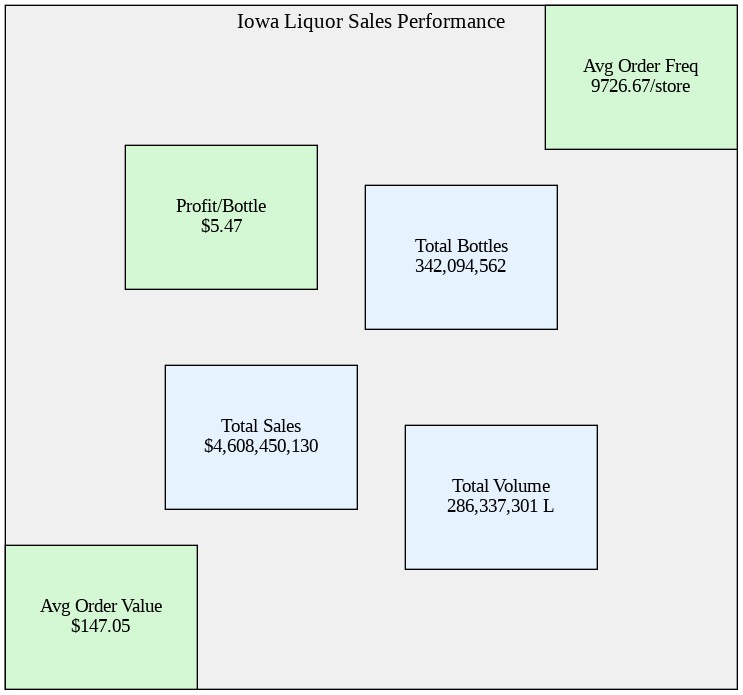 Iowa Liquor Sales Performance
Avg Order Freq
9726.67/store
Profit/Bottle
$5.47
Total Bottles
342,094,562
Total Sales
$4,608,450,130
Total Volume
286,337,301 L
Avg Order Value
$147.05